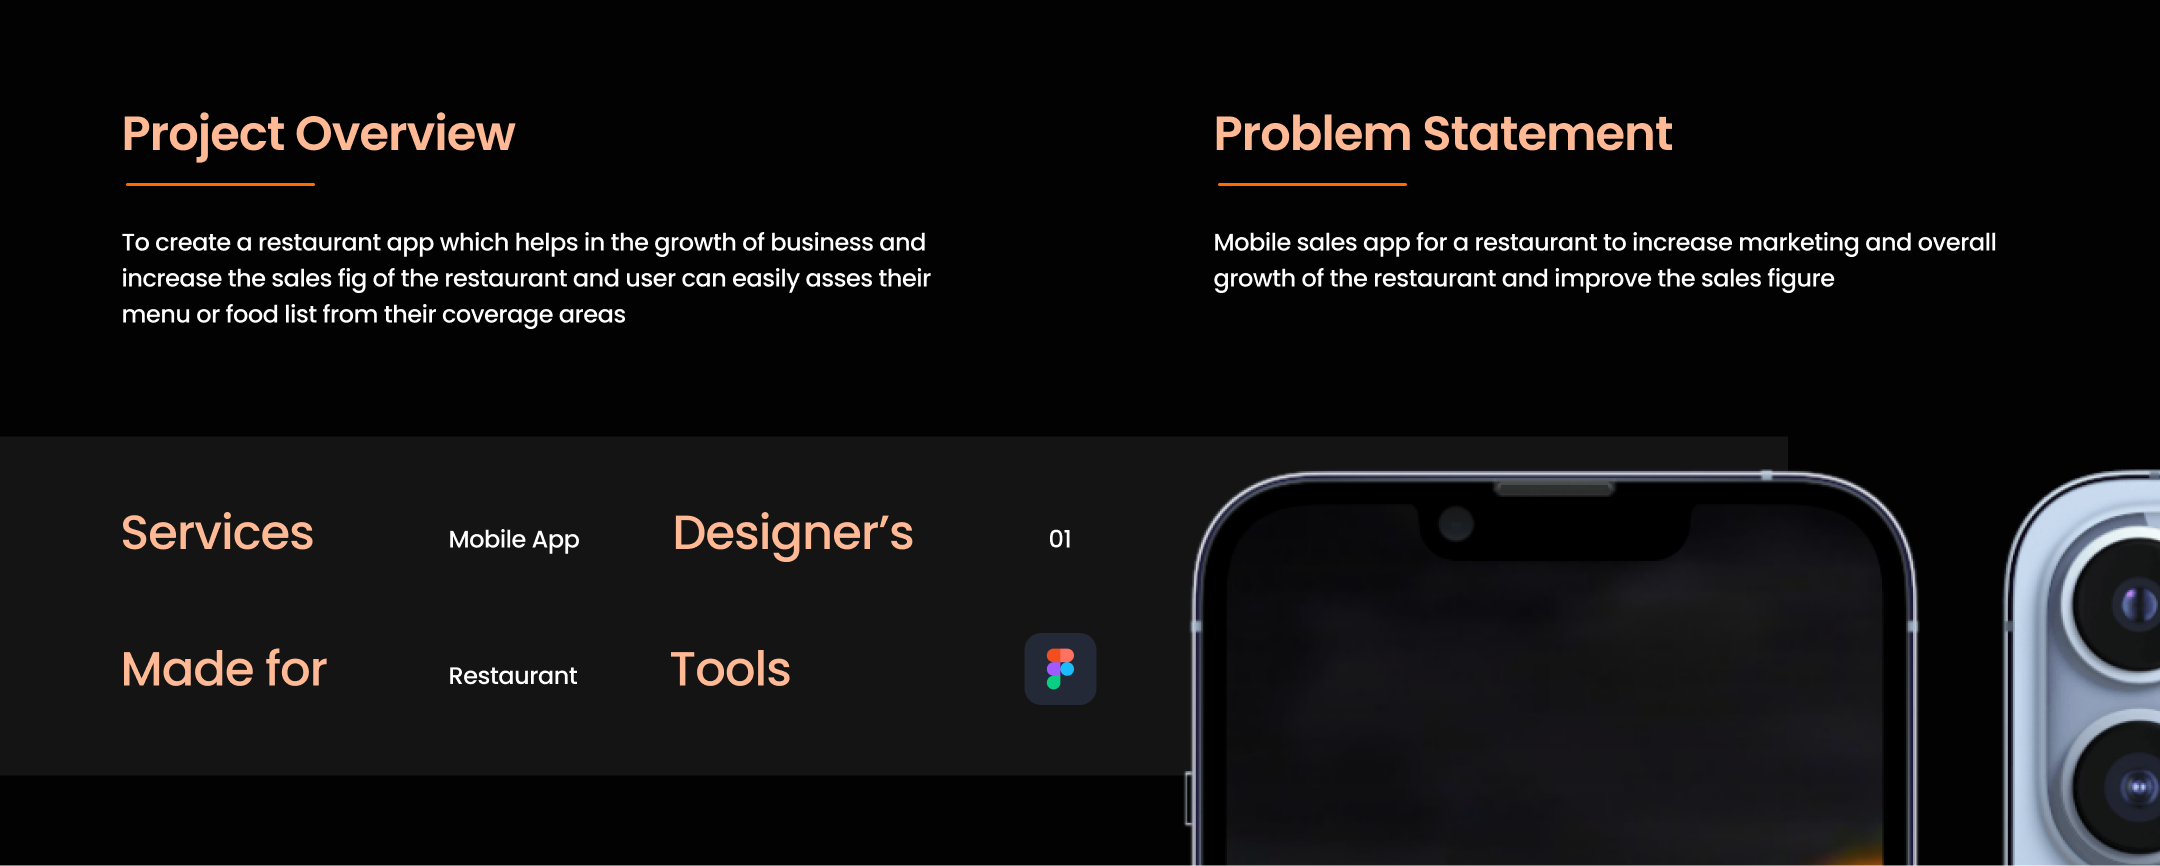 Project Overview
To create a restaurant app which helps in the growth of business and
increase the sales fig of the restaurant and user can easily asses their
menu or food list from their coverage areas
Problem Statement
Mobile sales app for a restaurant to increase marketing and overall
growth of the restaurant and improve the sales figure
Services
Mobile App
Designer’s
01
Made for
Restaurant
Tools